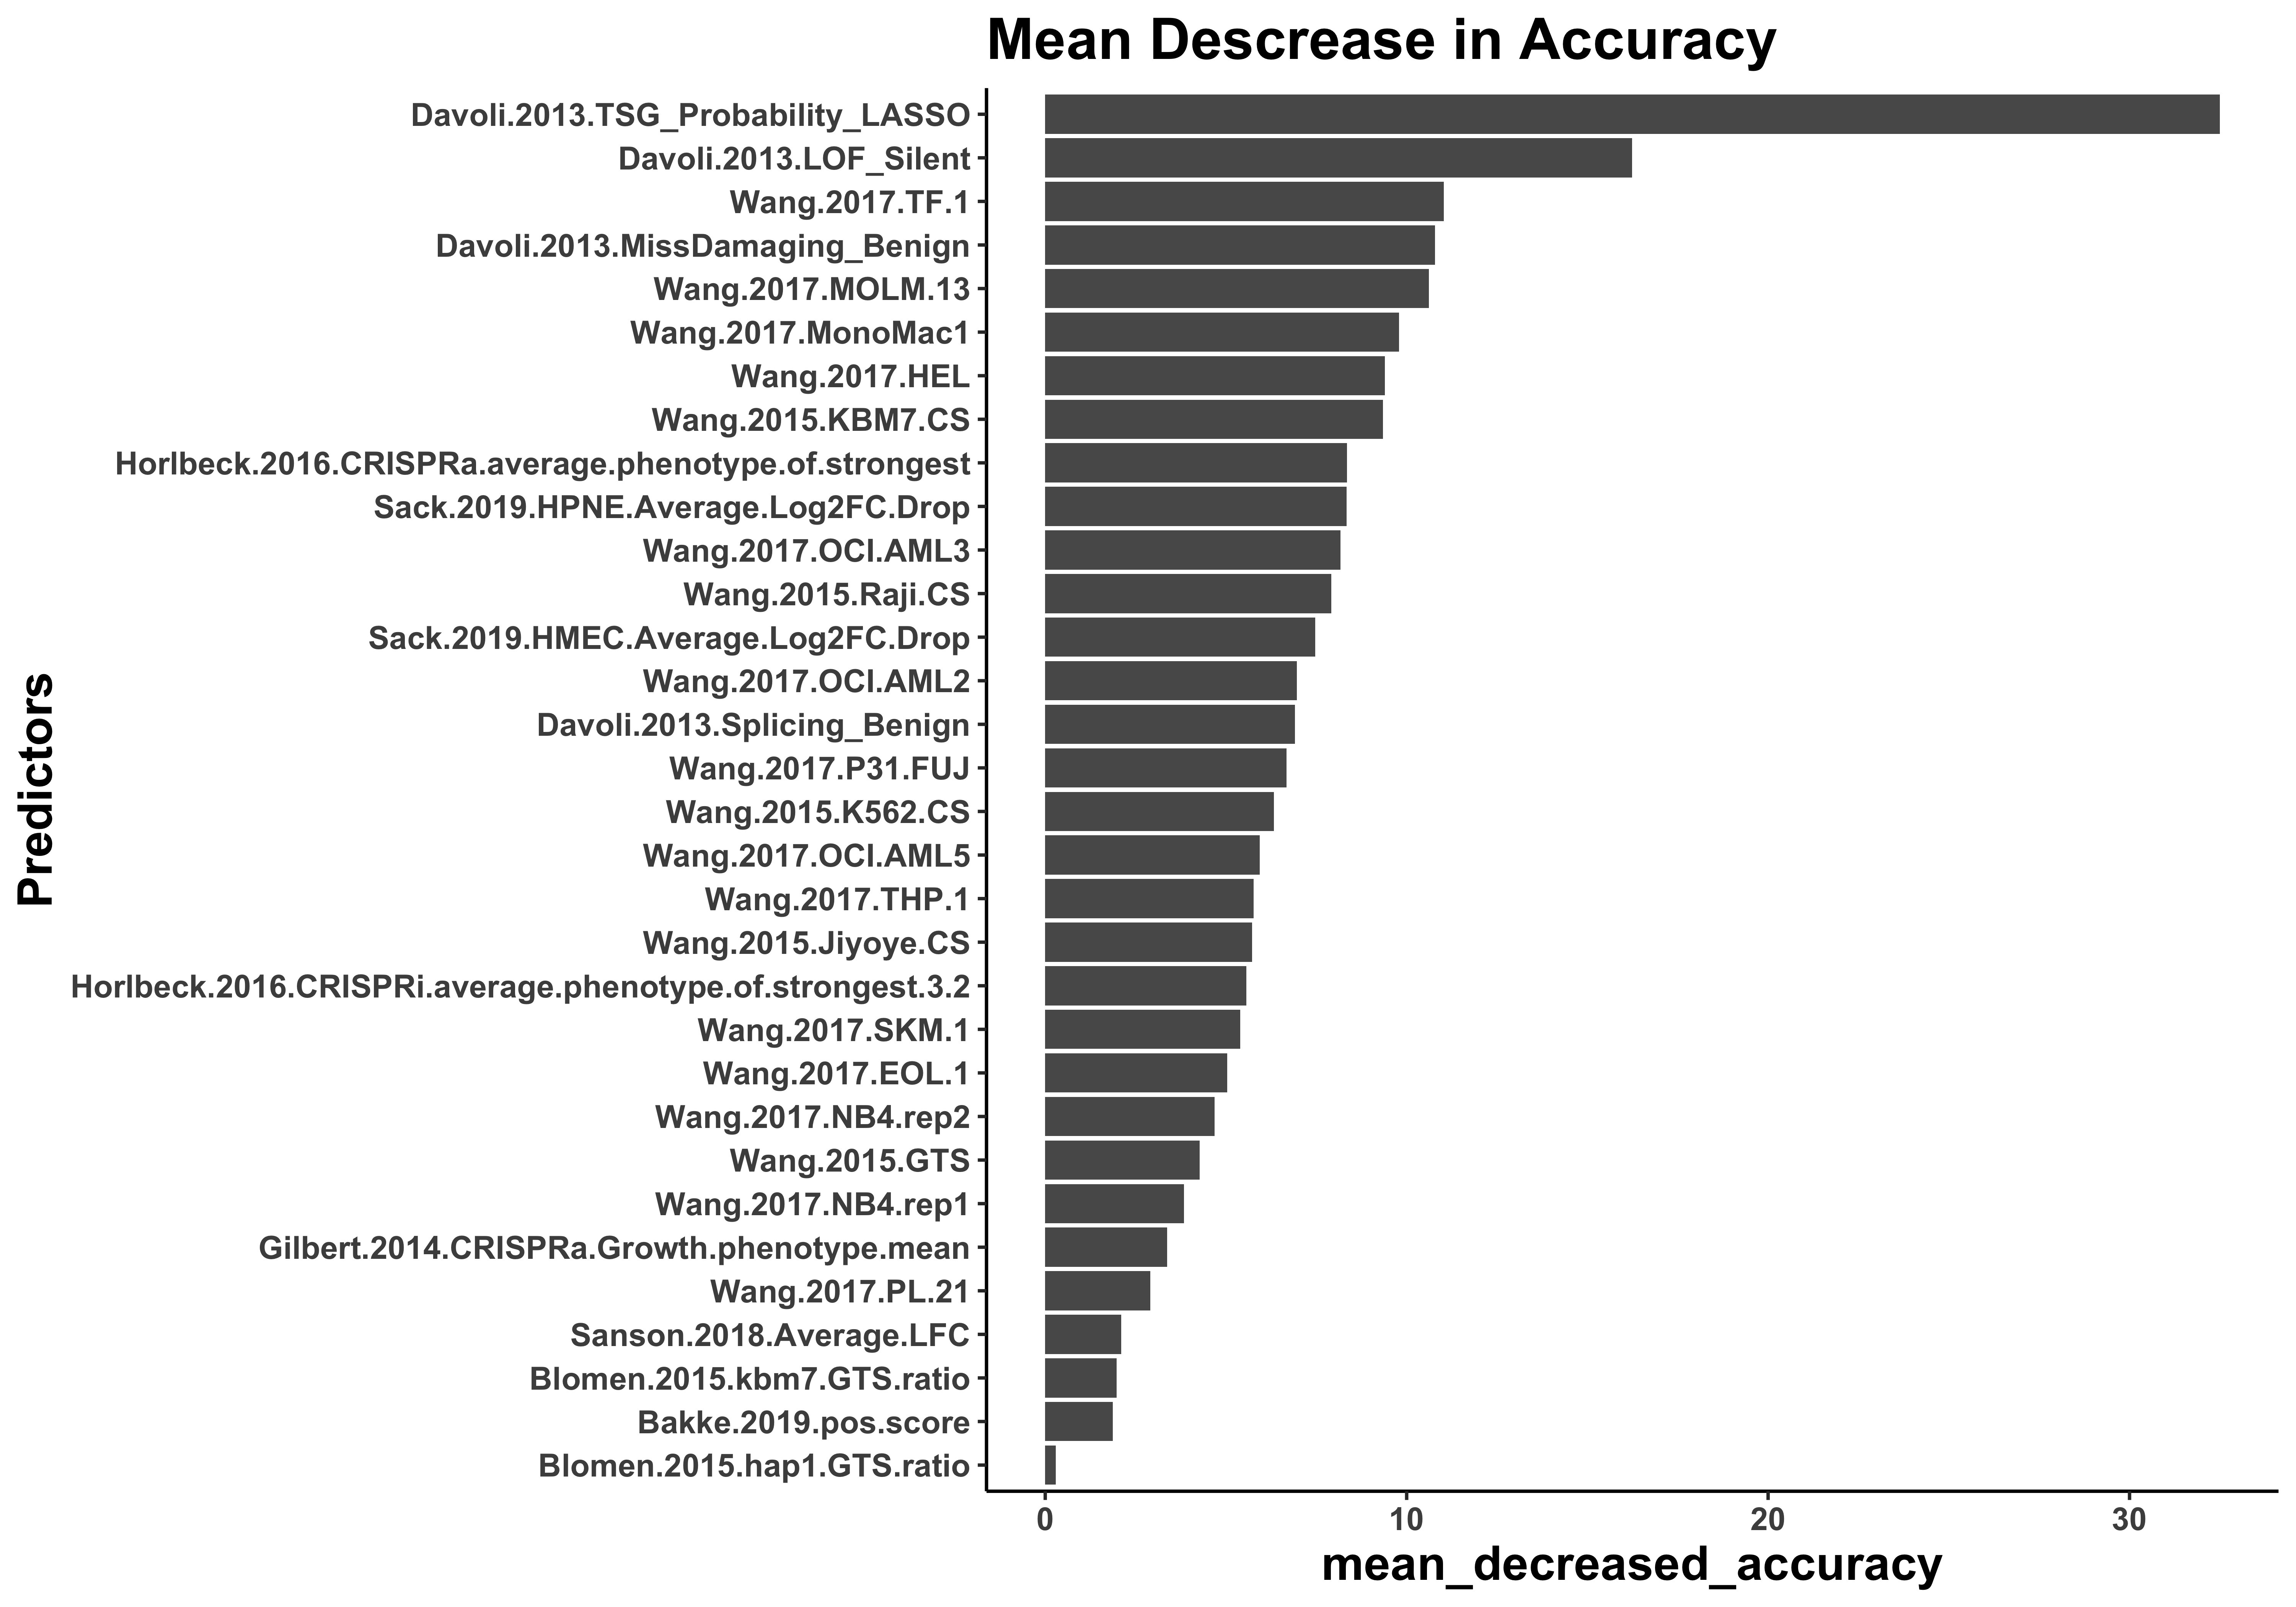 Mean Descrease in Accuracy
Predictors
Davoli.2013.TSG_Probability_LASSO
Davoli.2013.LOF_Silent
Wang.2017.TF.1
Davoli.2013.MissDamaging_Benign
Wang.2017.MOLM.13
Wang.2017.MonoMac1
Wang.2017.HEL
Wang.2015.KBM7.CS
Horlbeck.2016.CRISPRa.average.phenotype.of.strongest
Sack.2019.HPNE.Average.Log2FC.Drop
Wang.2017.OCI.AML3
Wang.2015.Raji.CS
Sack.2019.HMEC.Average.Log2FC.Drop
Wang.2017.OCI.AML2
Davoli.2013.Splicing_Benign
Wang.2017.P31.FUJ
Wang.2015.K562.CS
Wang.2017.OCI.AML5
Wang.2017.THP.1
Wang.2015.Jiyoye.CS
Horlbeck.2016.CRISPRi.average.phenotype.of.strongest.3.2
Wang.2017.SKM.1
Wang.2017.EOL.1
Wang.2017.NB4.rep2
Wang.2015.GTS
Wang.2017.NB4.rep1
Gilbert.2014.CRISPRa.Growth.phenotype.mean
Wang.2017.PL.21
Sanson.2018.Average.LFC
Blomen.2015.kbm7.GTS.ratio
Bakke.2019.pos.score
Blomen.2015.hap1.GTS.ratio
0 10 20 30
mean_decreased_accuracy